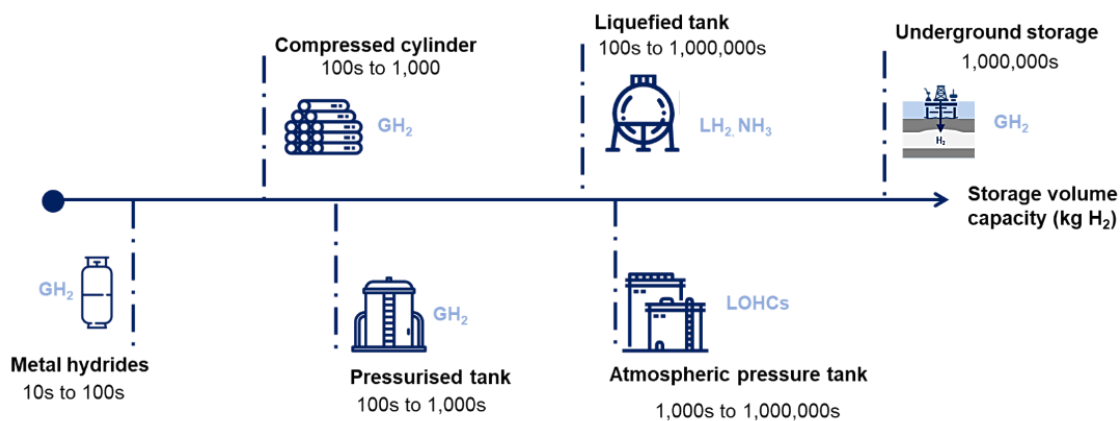 Compressed cylinder
100s to 1,000
GH₂
Liquefied tank
100s to 1,000,000s
LH₂, NH₃
Underground storage
1,000,000s
H₂
GH₂
Storage volume
capacity (kg H₂)
GH₂
Metal hydrides
10s to 100s
GH₂
Pressurised tank
100s to 1,000s
LOHCs
Atmospheric pressure tank
1,000s to 1,000,000s